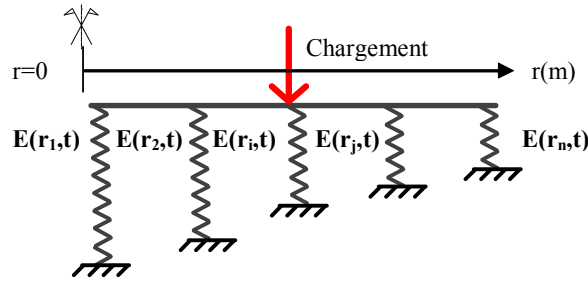 Chargement
r=0
r(m)
E(r₁,t) E(r₂,t) E(rᵢ,t) E(rⱼ,t) E(rₙ,t)